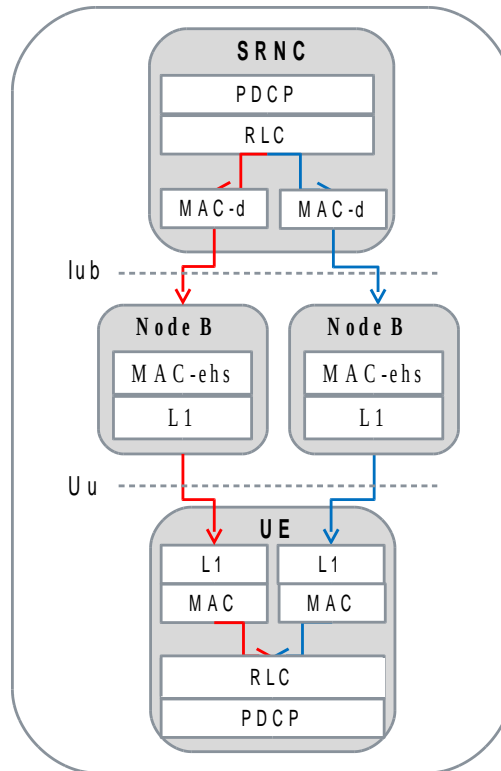 SRNC
PDCP
RLC
MAC-d MAC-d
Iub
Node B Node B
MAC-ehs MAC-ehs
L1 L1
Uu
UE
L1 L1
MAC MAC
RLC
PDCP